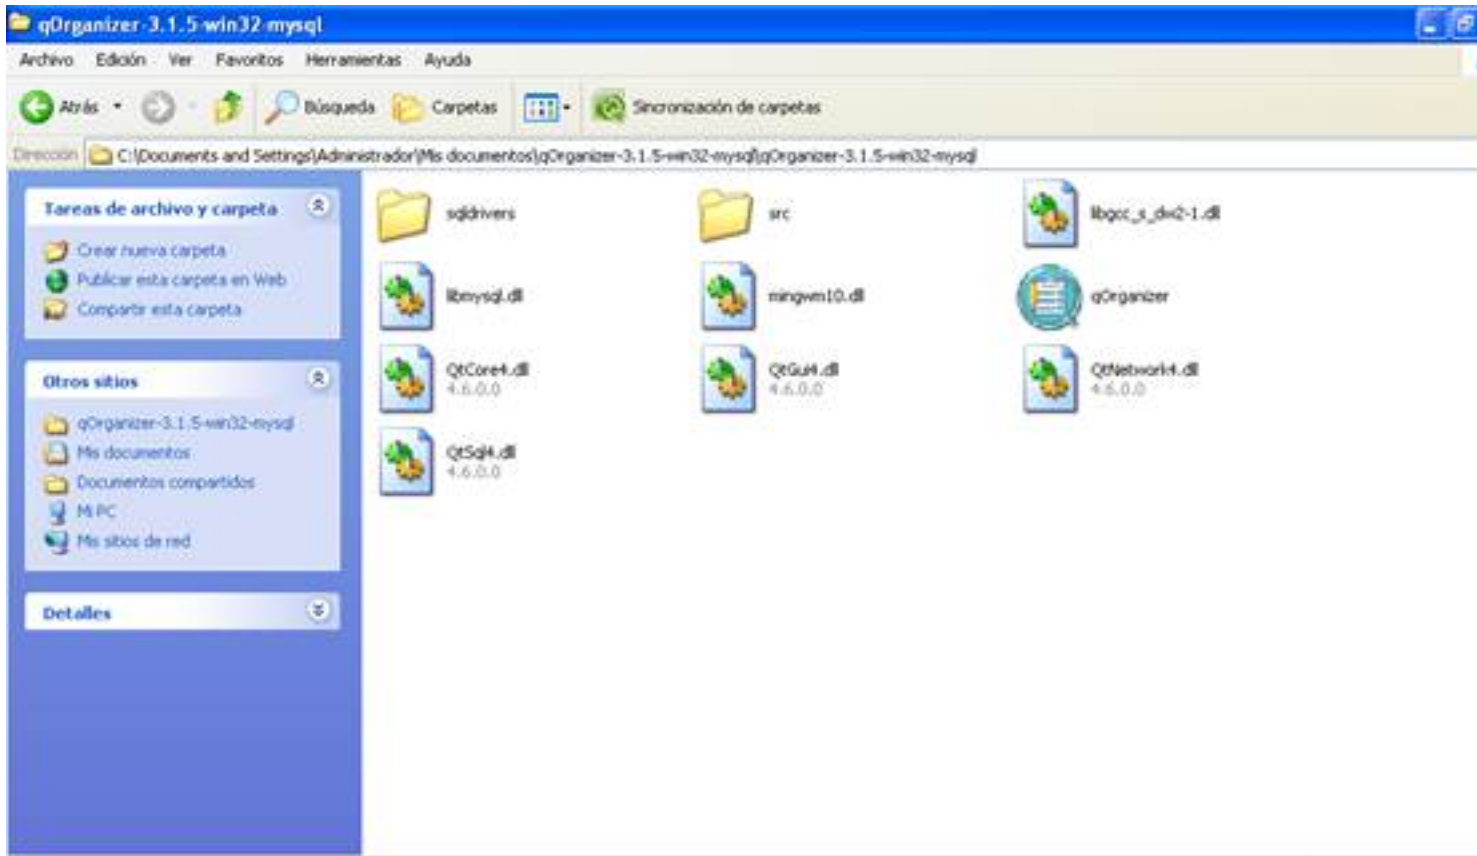 qOrganizer-3.1.5-win32-mysql
Archivo Edición Ver Favoritos Herramientas Ayuda
Atrás Búsqueda Carpetas Sincronización de carpetas
Dirección C:\Documents and Settings\Administrador\Mis documentos\qOrganizer-3.1.5-win32-mysql\qOrganizer-3.1.5-win32-mysql
Tareas de archivo y carpeta
Crear nueva carpeta
Publicar esta carpeta en Web
Compartir esta carpeta
Otros sitios
qOrganizer-3.1.5-win32-mysql
Mis documentos
Documentos compartidos
Mi PC
Mis sitios de red
Detalles
sqldrivers
src
libgcc_s_dw2-1.dll
libmysql.dll
mingwm10.dll
qOrganizer
QtCore4.dll
4.6.0.0
QtGui4.dll
4.6.0.0
QtNetwork4.dll
4.6.0.0
QtSql4.dll
4.6.0.0